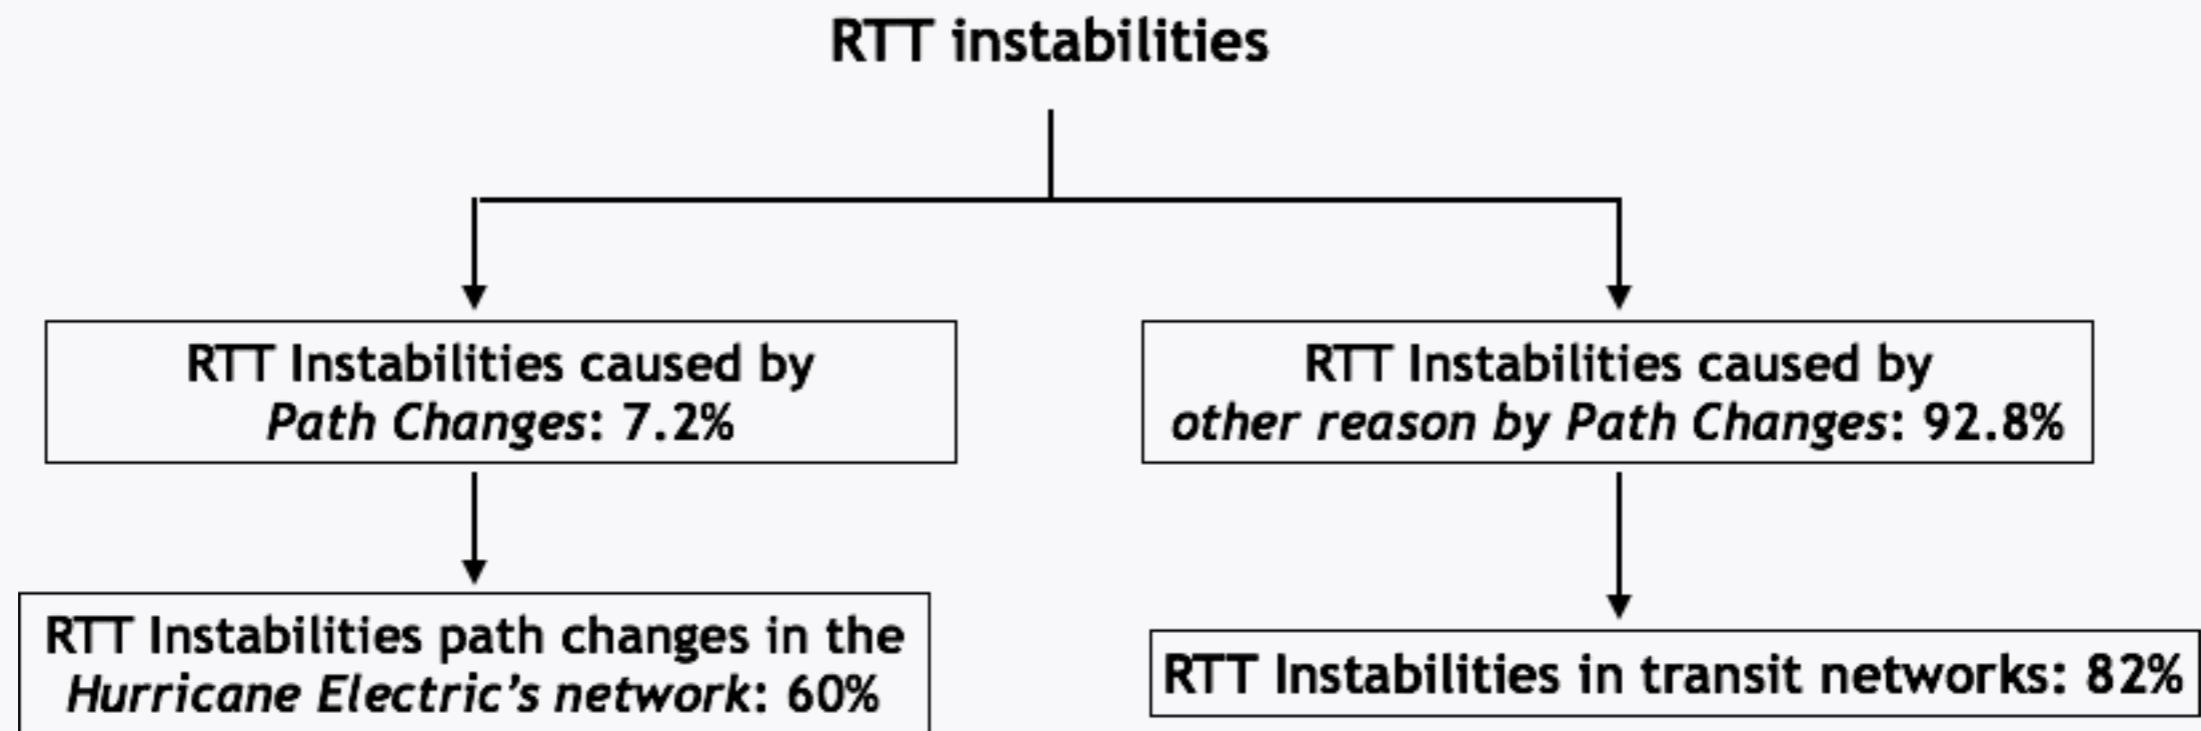 RTT instabilities
RTT Instabilities caused by
Path Changes: 7.2%
RTT Instabilities caused by
other reason by Path Changes: 92.8%
RTT Instabilities path changes in the
Hurricane Electric’s network: 60%
RTT Instabilities in transit networks: 82%